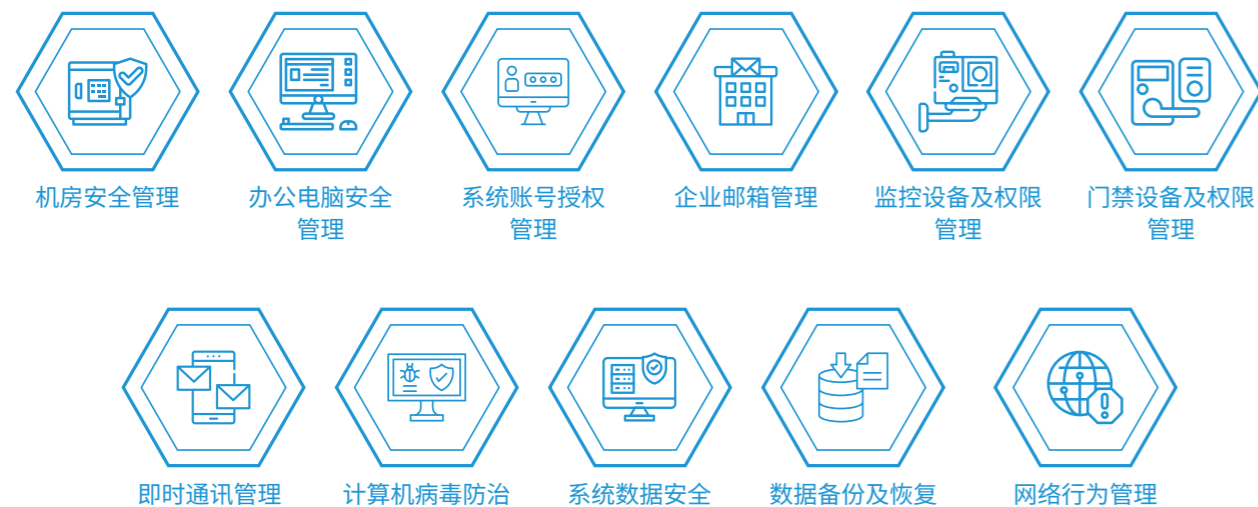 机房安全管理
办公电脑安全
管理
系统账号授权
管理
企业邮箱管理
监控设备及权限
管理
门禁设备及权限
管理
即时通讯管理
计算机病毒防治
系统数据安全
数据备份及恢复
网络行为管理